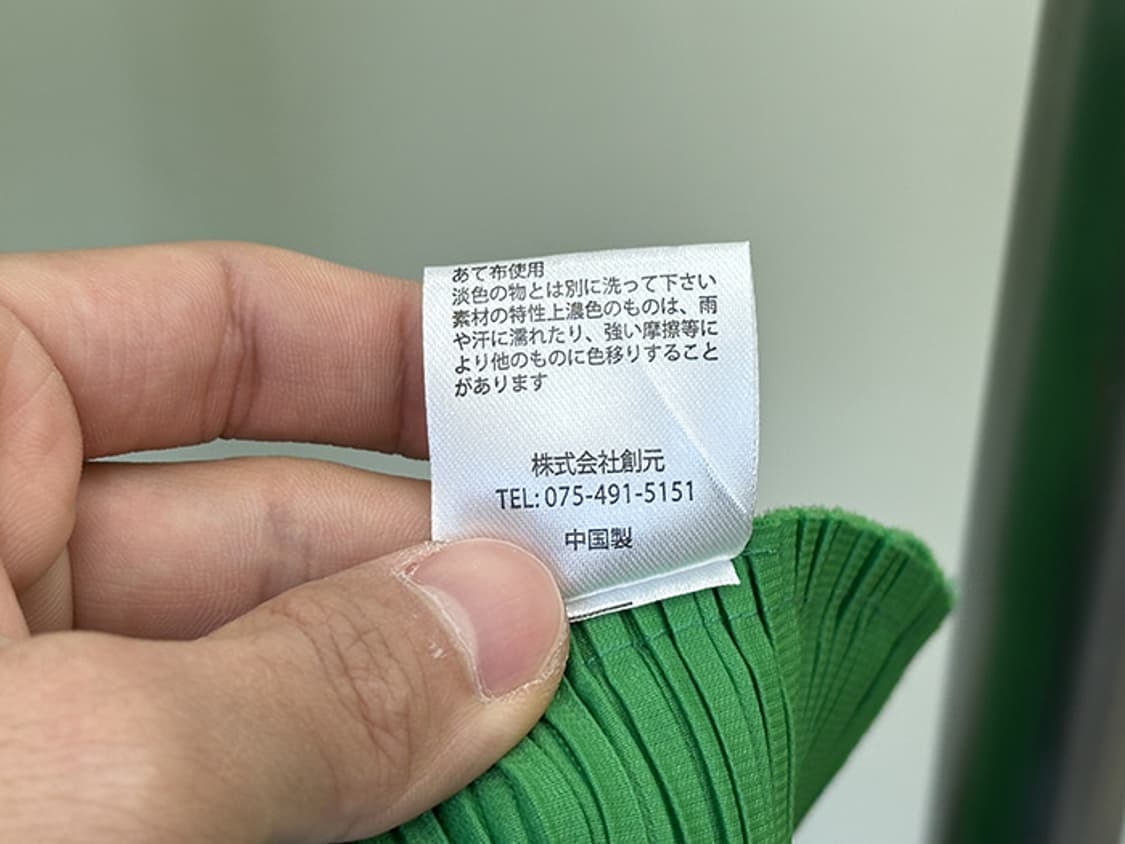 あて布使用
淡色の物とは別に洗って下さい
素材の特性上濃色のものは、雨
や汗に濡れたり、強い摩擦等に
より他のものに色移りすること
があります
株式会社創元
TEL: 075-491-5151
中国製